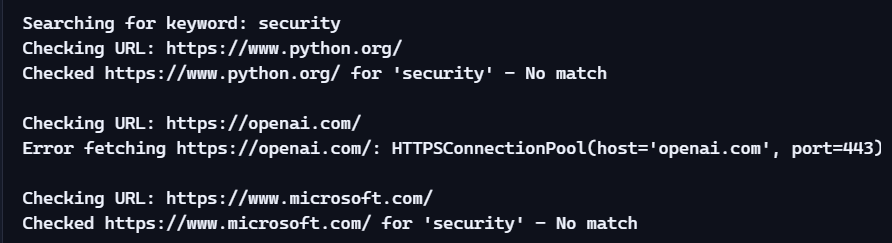 Searching for keyword: security
Checking URL: https://www.python.org/
Checked https://www.python.org/ for 'security' – No match
Checking URL: https://openai.com/
Error fetching https://openai.com/: HTTPSConnectionPool(host='openai.com', port=443)
Checking URL: https://www.microsoft.com/
Checked https://www.microsoft.com/ for 'security' – No match